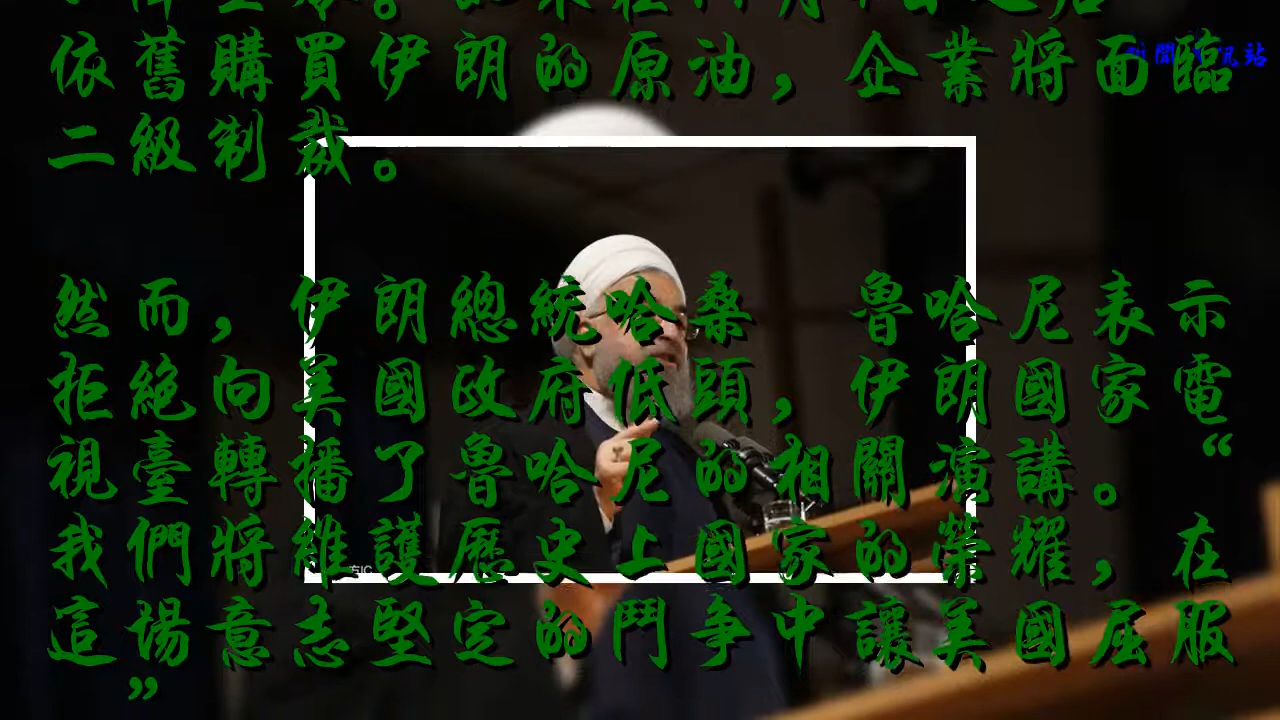 依舊購買伊朗的原油，企業將面臨
二級制裁。
然而，伊朗總統哈桑　魯哈尼表示
拒絕向美國政府低頭，伊朗國家電
視臺轉播了魯哈尼的相關演講。“
我們將維護歷史上國家的榮耀，在
這場意志堅定的鬥爭中讓美國屈服
”